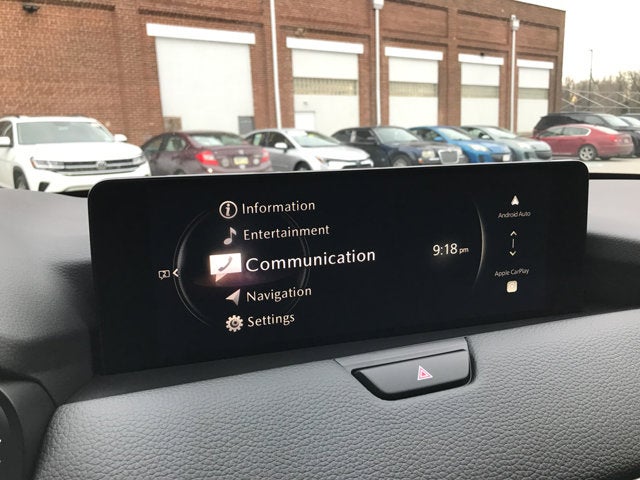 Information
Entertainment
Communication
Navigation
Settings
9:18 pm
Android Auto
Apple CarPlay